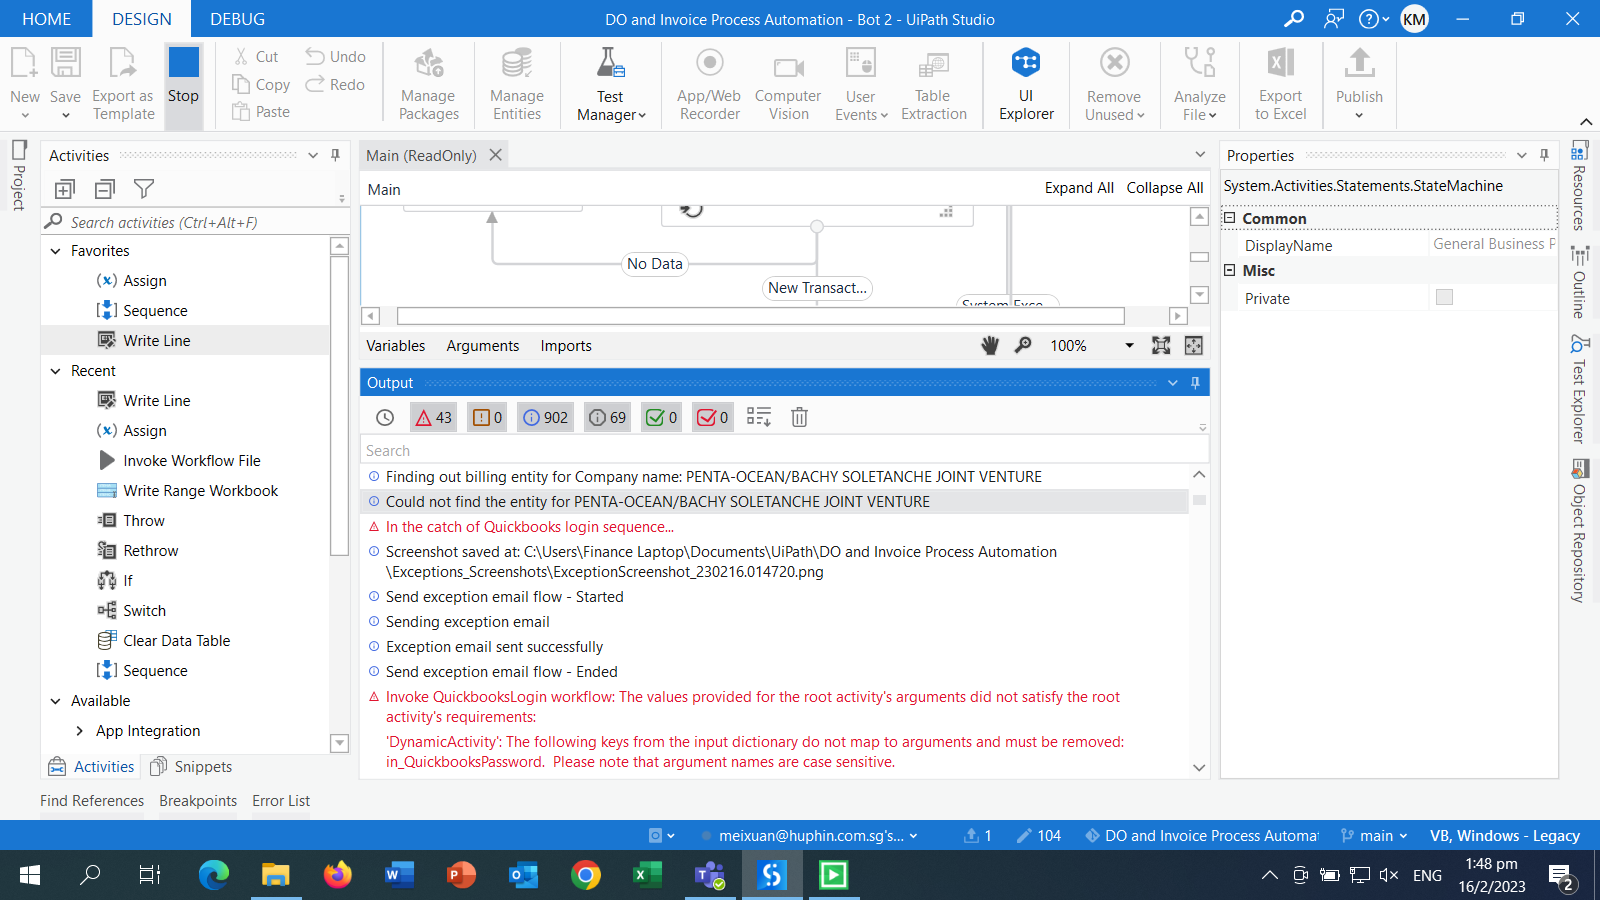 HOME DESIGN DEBUG DO and Invoice Process Automation - Bot 2 - UiPath Studio KM
New Save Export as Template Stop Cut Copy Paste Undo Redo Manage Packages Manage Entities Test Manager App/Web Recorder Computer Vision User Events Table Extraction UI Explorer Remove Unused Analyze File Export to Excel Publish
Project
Activities
Search activities (Ctrl+Alt+F)
Favorites
Assign
Sequence
Write Line
Recent
Write Line
Assign
Invoke Workflow File
Write Range Workbook
Throw
Rethrow
If
Switch
Clear Data Table
Sequence
Available
App Integration
Activities Snippets
Main (ReadOnly)
Main Expand All Collapse All
No Data
New Transact...
System Exce...
Variables Arguments Imports 100%
Output
43 0 902 69 0 0
Search
Finding out billing entity for Company name: PENTA-OCEAN/BACHY SOLETANCHE JOINT VENTURE
Could not find the entity for PENTA-OCEAN/BACHY SOLETANCHE JOINT VENTURE
In the catch of Quickbooks login sequence...
Screenshot saved at: C:\Users\Finance Laptop\Documents\UiPath\DO and Invoice Process Automation
\Exceptions_Screenshots\ExceptionScreenshot_230216.014720.png
Send exception email flow - Started
Sending exception email
Exception email sent successfully
Send exception email flow - Ended
Invoke QuickbooksLogin workflow: The values provided for the root activity's arguments did not satisfy the root
activity's requirements:
'DynamicActivity': The following keys from the input dictionary do not map to arguments and must be removed:
in_QuickbooksPassword. Please note that argument names are case sensitive.
Properties
System.Activities.Statements.StateMachine
Common
DisplayName General Business P
Misc
Private
Resources
Outline
Test Explorer
Object Repository
Find References Breakpoints Error List
meixuan@huphin.com.sg's... 1 104 DO and Invoice Process Automat main VB, Windows - Legacy
ENG 1:48 pm
16/2/2023 2